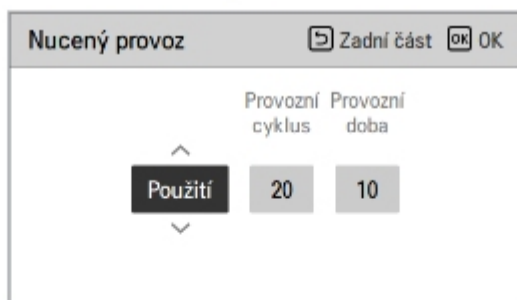 Nucený provoz Zadní část OK OK
Provozní Provozní
cyklus doba
Použití 20 10